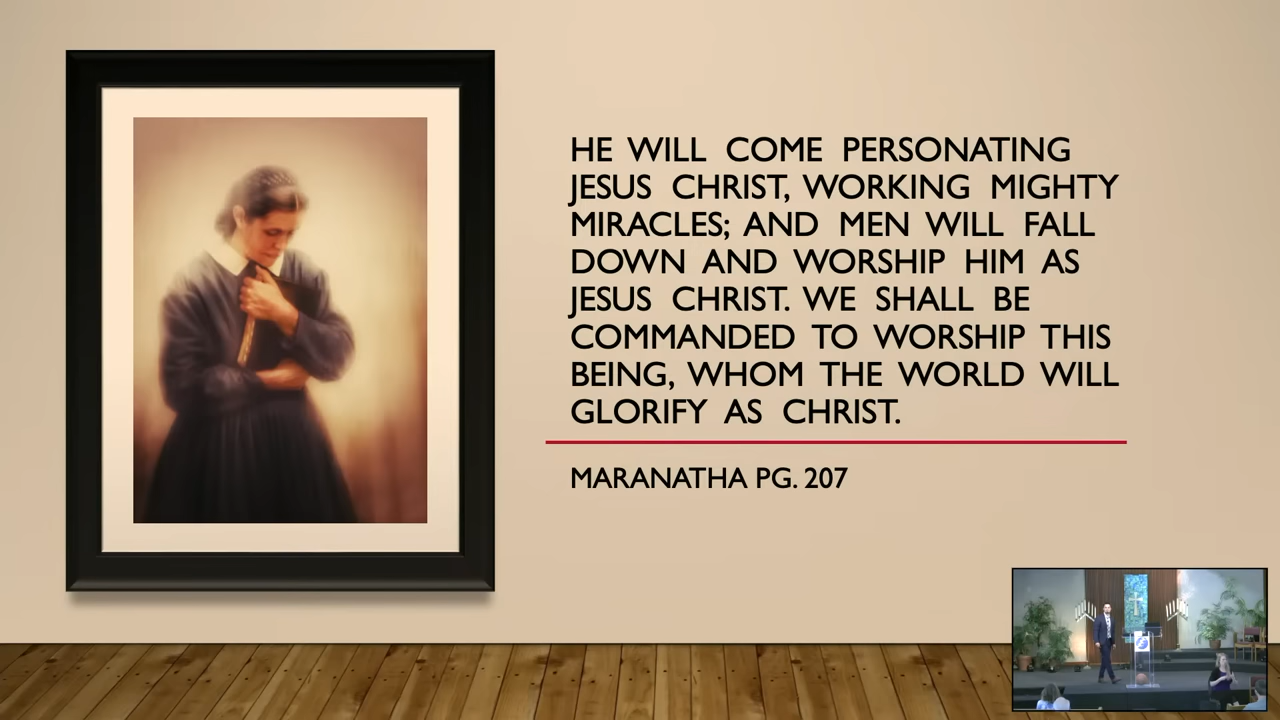 HE WILL COME PERSONATING
JESUS CHRIST, WORKING MIGHTY
MIRACLES; AND MEN WILL FALL
DOWN AND WORSHIP HIM AS
JESUS CHRIST. WE SHALL BE
COMMANDED TO WORSHIP THIS
BEING, WHOM THE WORLD WILL
GLORIFY AS CHRIST.
MARANATHA PG. 207